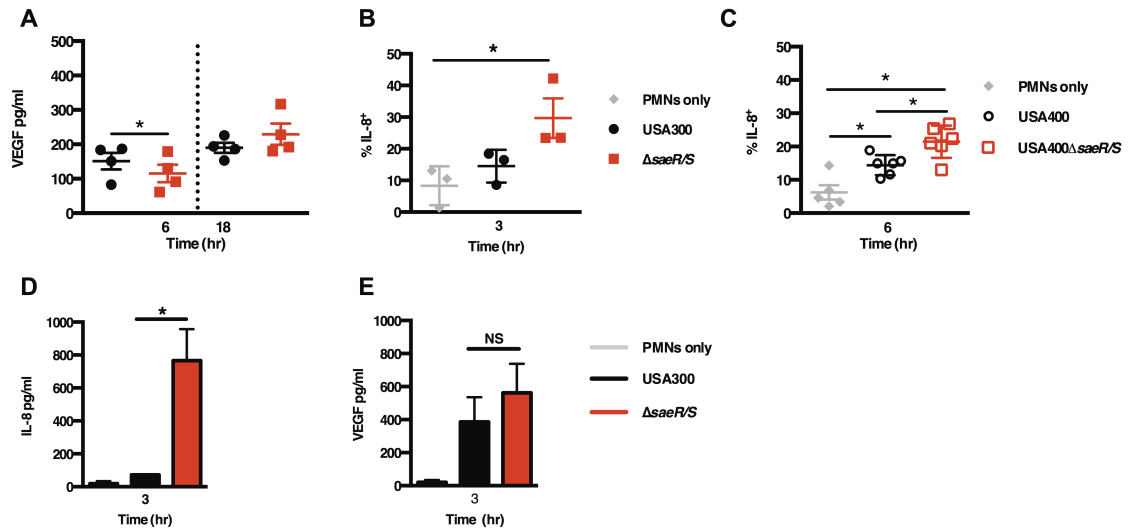 A
VEGF pg/ml
500
400
300
200
100
0
*
6
18
Time (hr)
B
% IL-8+
50
40
30
20
10
0
*
3
Time (hr)
PMNs only
USA300
ΔsaeR/S
C
% IL-8+
50
40
30
20
10
0
*
*
*
6
Time (hr)
PMNs only
USA400
USA400ΔsaeR/S
D
IL-8 pg/ml
1000
800
600
400
200
0
*
3
Time (hr)
E
VEGF pg/ml
1000
800
600
400
200
0
NS
3
Time (hr)
PMNs only
USA300
ΔsaeR/S